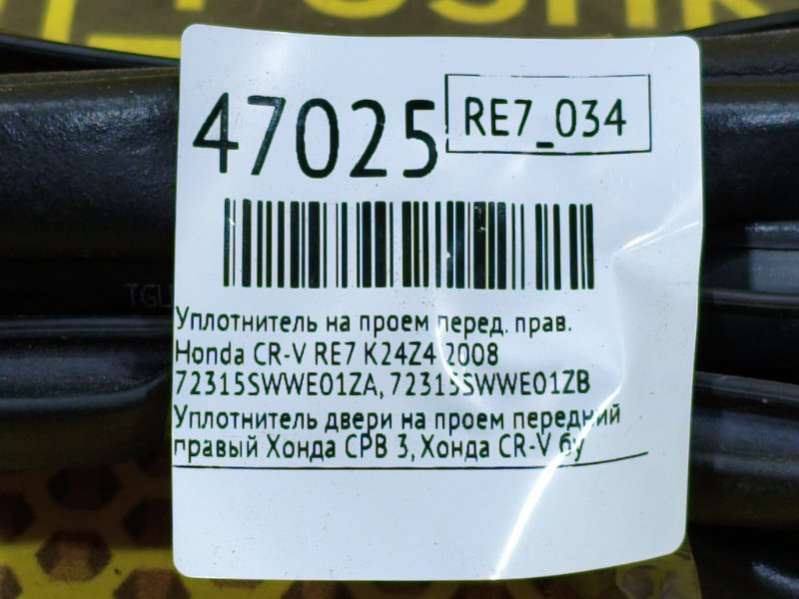 47025
RE7_034
Уплотнитель на проем перед. прав.
Honda CR-V RE7 K24Z4 2008
72315SWWE01ZA, 72315SWWE01ZB
Уплотнитель двери на проем передний
правый Хонда СРВ 3, Хонда CR-V бу